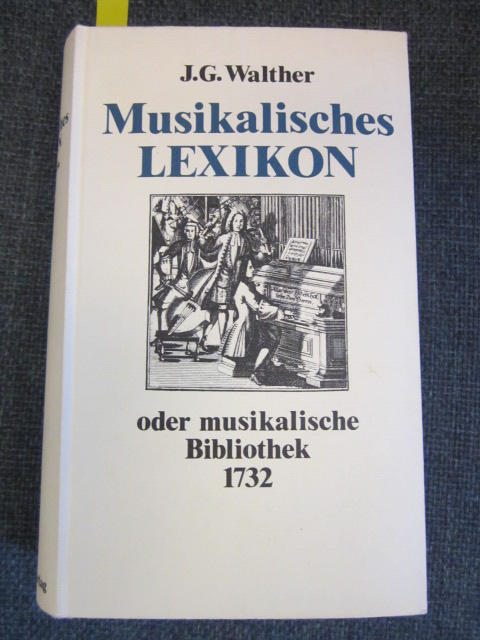 J.G. Walther
Musikalisches
LEXIKON
oder musikalische
Bibliothek
1732